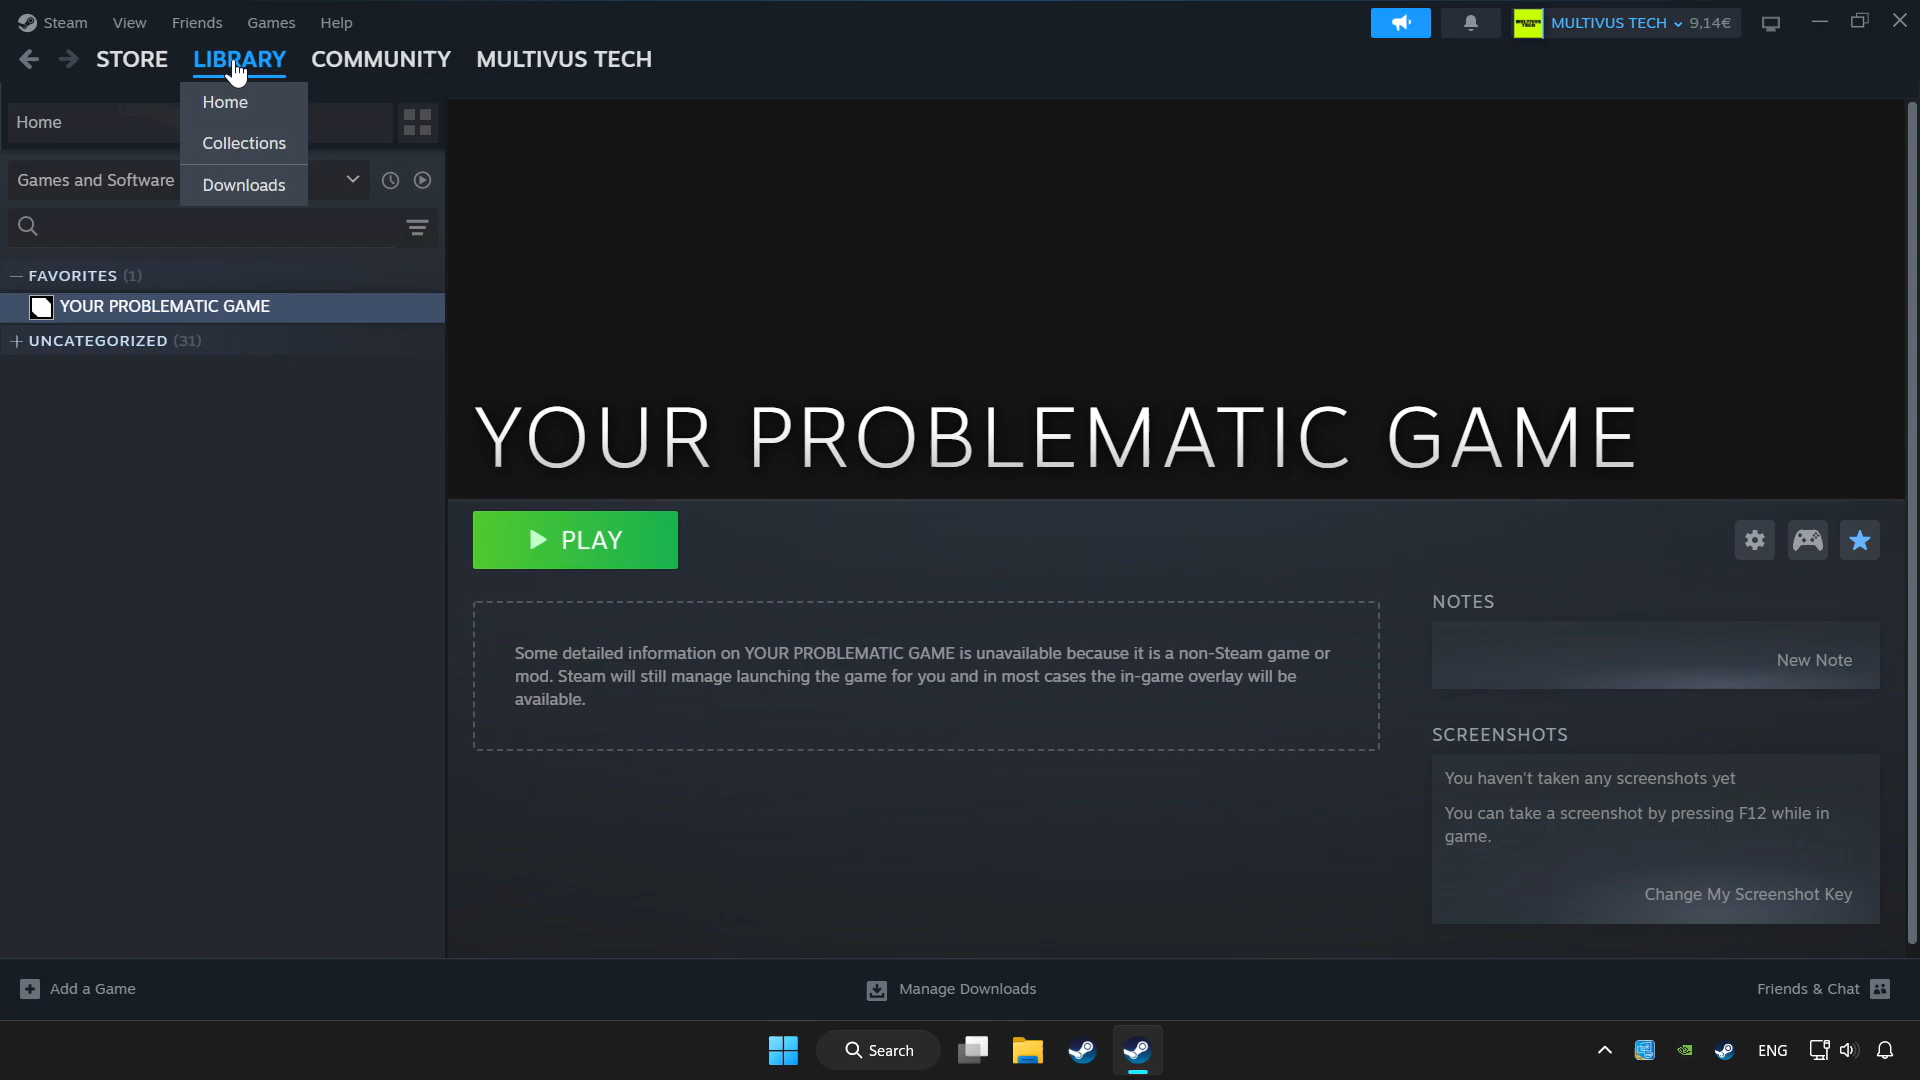 Steam View Friends Games Help
MULTIVUS TECH 9,14€
STORE LIBRARY COMMUNITY MULTIVUS TECH
Home
Collections
Downloads
Home
Games and Software
FAVORITES (1)
YOUR PROBLEMATIC GAME
UNCATEGORIZED (31)
YOUR PROBLEMATIC GAME
PLAY
Some detailed information on YOUR PROBLEMATIC GAME is unavailable because it is a non-Steam game or
mod. Steam will still manage launching the game for you and in most cases the in-game overlay will be
available.
NOTES
New Note
SCREENSHOTS
You haven't taken any screenshots yet
You can take a screenshot by pressing F12 while in
game.
Change My Screenshot Key
Add a Game
Manage Downloads
Friends & Chat
Search
ENG